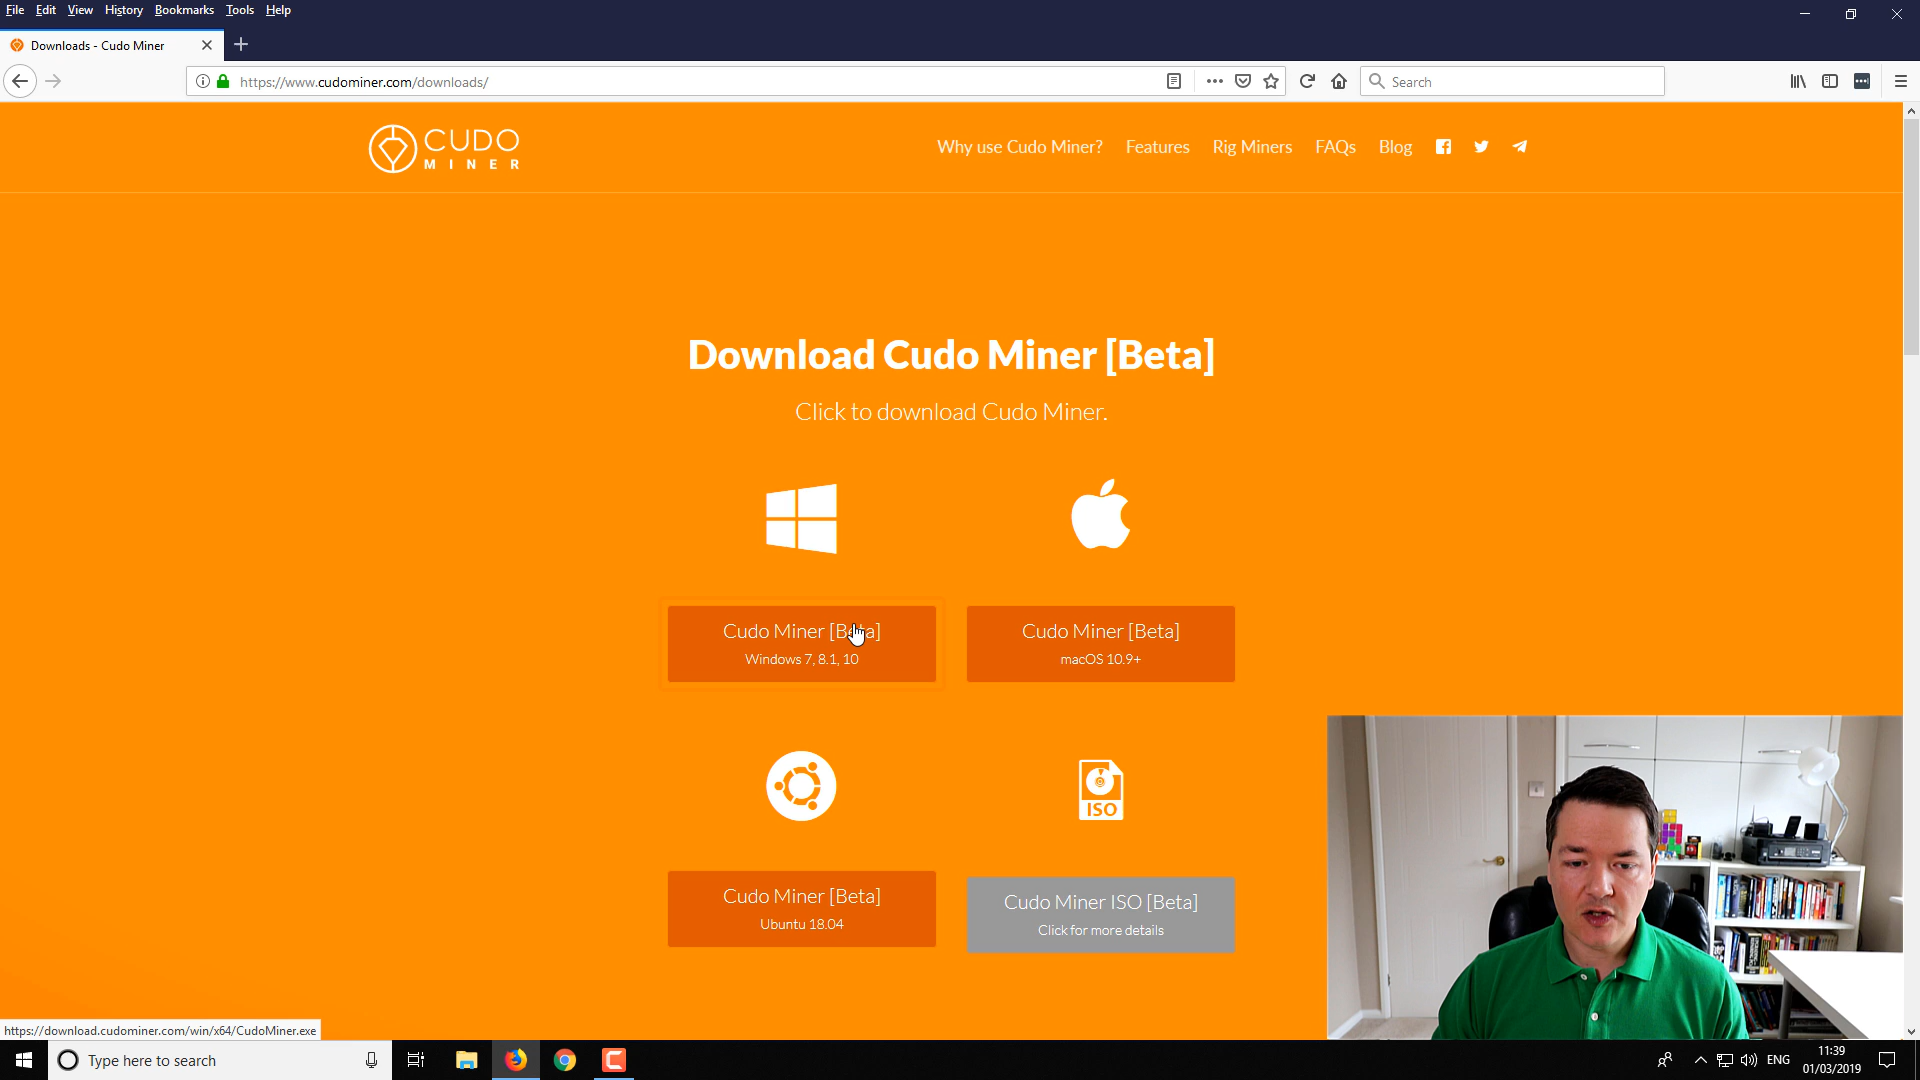 File Edit View History Bookmarks Tools Help
Downloads - Cudo Miner
https://www.cudominer.com/downloads/
Search
CUDO
MINER
Why use Cudo Miner? Features Rig Miners FAQs Blog
Download Cudo Miner [Beta]
Click to download Cudo Miner.
Cudo Miner [Beta]
Windows 7, 8.1, 10
Cudo Miner [Beta]
macOS 10.9+
ISO
Cudo Miner [Beta]
Ubuntu 18.04
Cudo Miner ISO [Beta]
Click for more details
https://download.cudominer.com/win/x64/CudoMiner.exe
Type here to search
ENG
11:39
01/03/2019